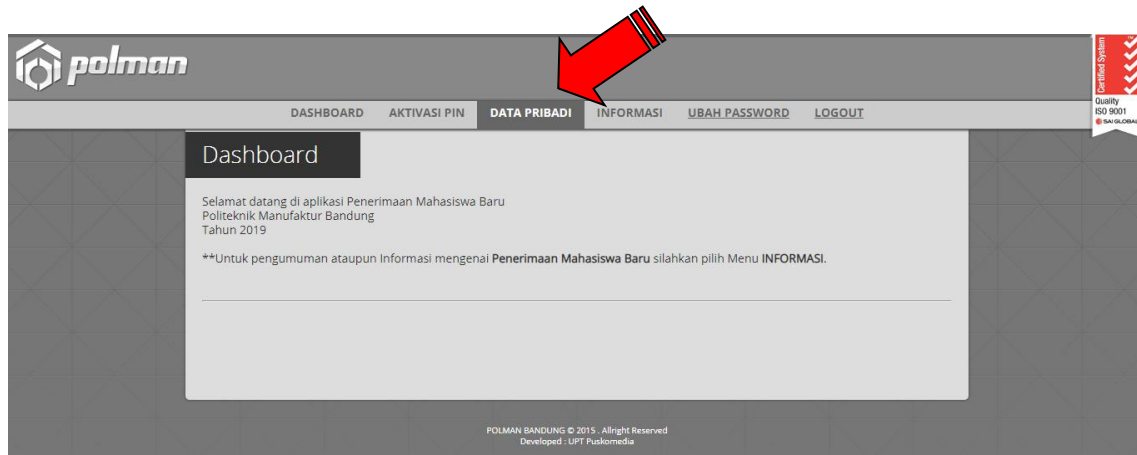 polman
Certified System
Quality
ISO 9001
SAI GLOBAL
DASHBOARD AKTIVASI PIN DATA PRIBADI INFORMASI UBAH PASSWORD LOGOUT
Dashboard
Selamat datang di aplikasi Penerimaan Mahasiswa Baru
Politeknik Manufaktur Bandung
Tahun 2019
**Untuk pengumuman ataupun Informasi mengenai Penerimaan Mahasiswa Baru silahkan pilih Menu INFORMASI.
POLMAN BANDUNG © 2015 . Allright Reserved
Developed : UPT Puskomedia